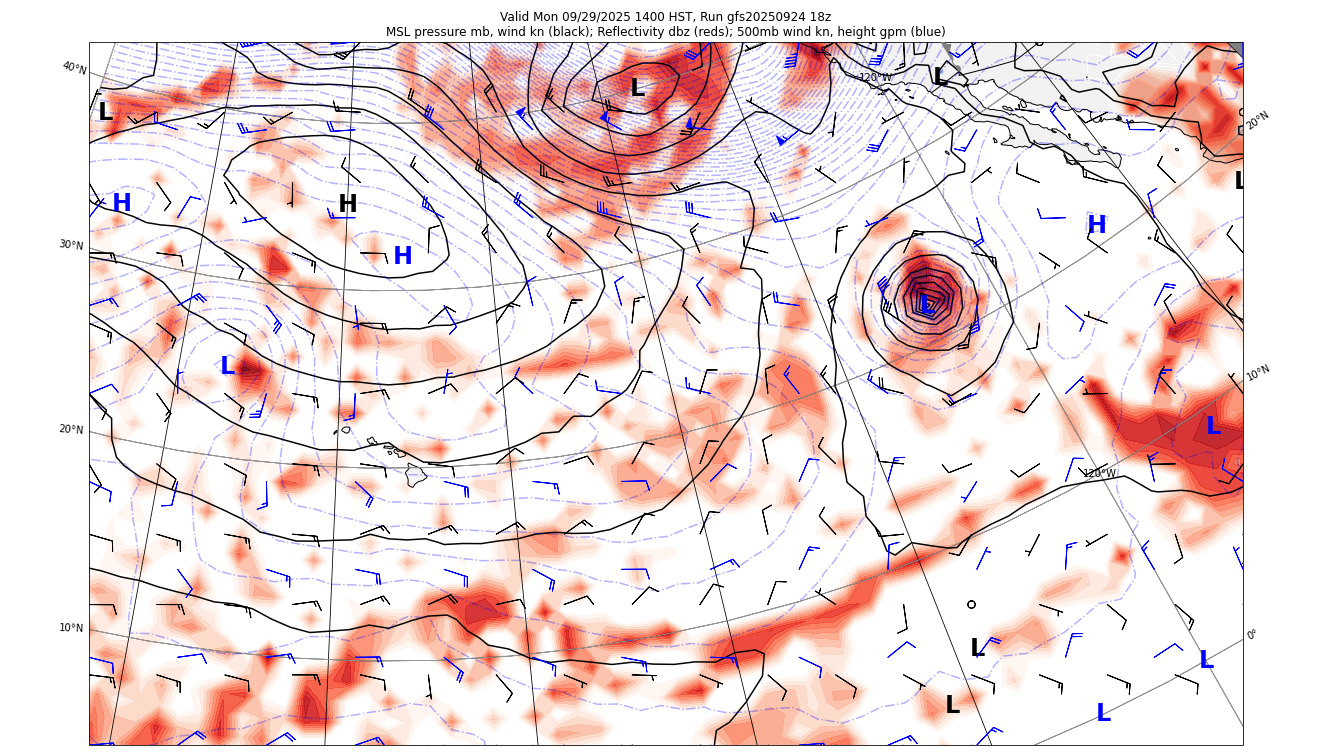 Valid Mon 09/29/2025 1400 HST, Run gfs20250924 18z
MSL pressure mb, wind kn (black); Reflectivity dbz (reds); 500mb wind kn, height gpm (blue)
40°N
120°W
L
L
L
20°N
L
H
H
H
H
30°N
L
L
10°N
20°N
L
120°W
10°N
0°
L
L
L
L